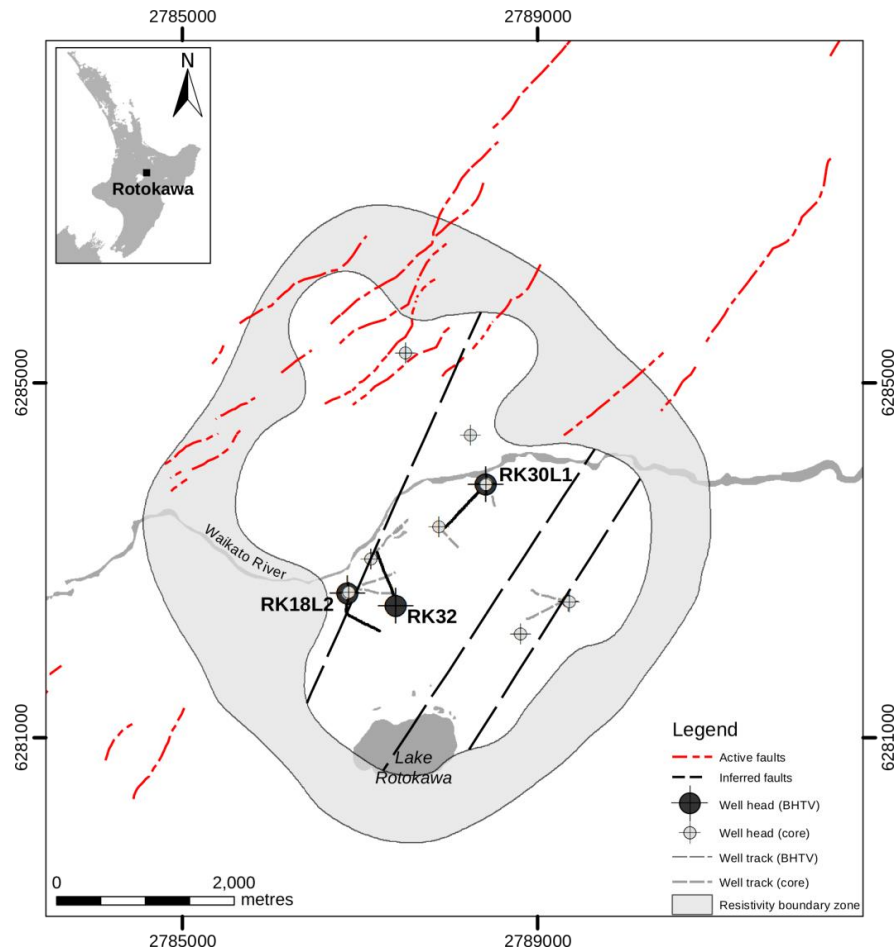 2785000
2789000
N
Rotokawa
6285000
6285000
RK30L1
Waikato River
RK18L2
RK32
6281000
6281000
Lake
Rotokawa
Legend
Active faults
Inferred faults
Well head (BHTV)
Well head (core)
Well track (BHTV)
Well track (core)
Resistivity boundary zone
0
2,000
metres
2785000
2789000